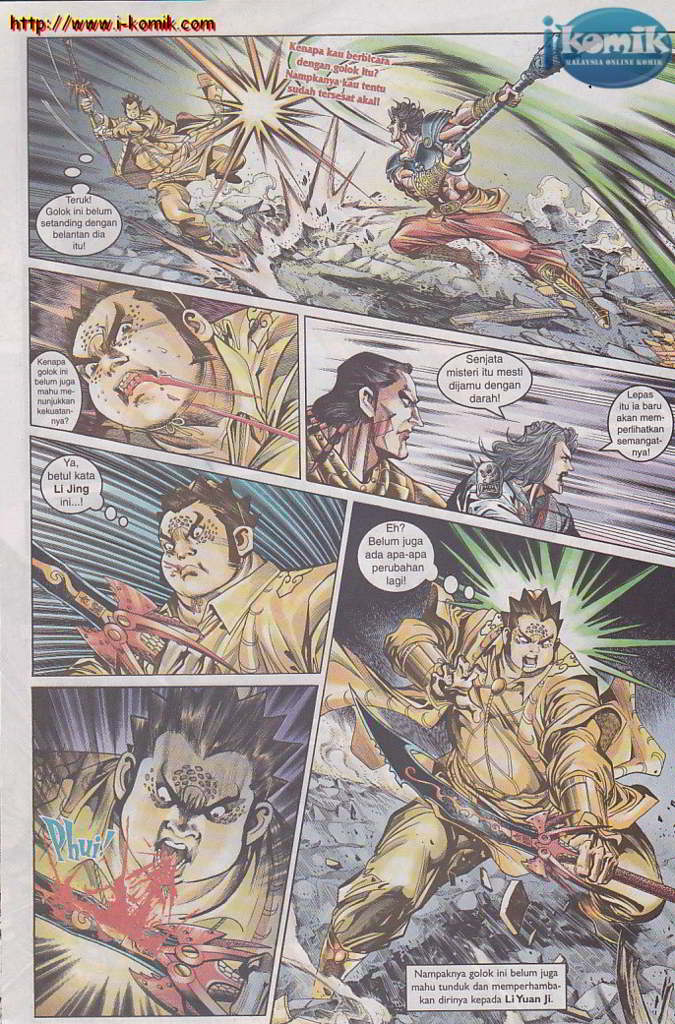 http://www.i-komik.com
ikomik
MALAYSIA ONLINE KOMIK
Kenapa kau berbicara
dengan golok itu?
Nampaknya kau tentu
sudah tersesat akal!
Teruk!
Golok ini belum
setanding dengan
belantan dia
itu!
Kenapa
golok ini
belum juga
mahu me-
nunjukkan
kekuatan-
nya?
Senjata
misteri itu mesti
dijamu dengan
darah!
Lepas
itu ia baru
akan mem-
perlihatkan
semangat-
nya!
Ya,
betul kata
Li Jing
ini...!
Eh?
Belum juga
ada apa-apa
perubahan
lagi!
Phui!
Nampaknya golok ini belum juga
mahu tunduk dan memperhamba-
kan dirinya kepada Li Yuan Ji.